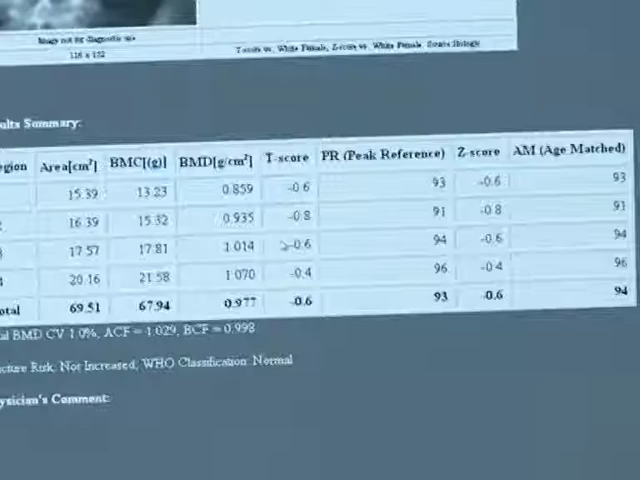 Image not for diagnostic use
116 x 152
T-score vs. White Female, Z-score vs. White Female. Source Hologic
ults Summary:
egion Area[cm²] BMC[(g)] BMD[g/cm²] T-score PR (Peak Reference) Z-score AM (Age Matched)
15.39 13.23 0.859 -0.6 93 -0.6 93
16.39 15.32 0.935 -0.8 91 -0.8 91
17.57 17.81 1.014 -0.6 94 -0.6 94
20.16 21.58 1.070 -0.4 96 -0.4 96
otal 69.51 67.94 0.977 -0.6 93 -0.6 94
al BMD CV 1.0%, ACF = 1.029, BCF = 0.998
cture Risk: Not Increased, WHO Classification: Normal
ysician's Comment: